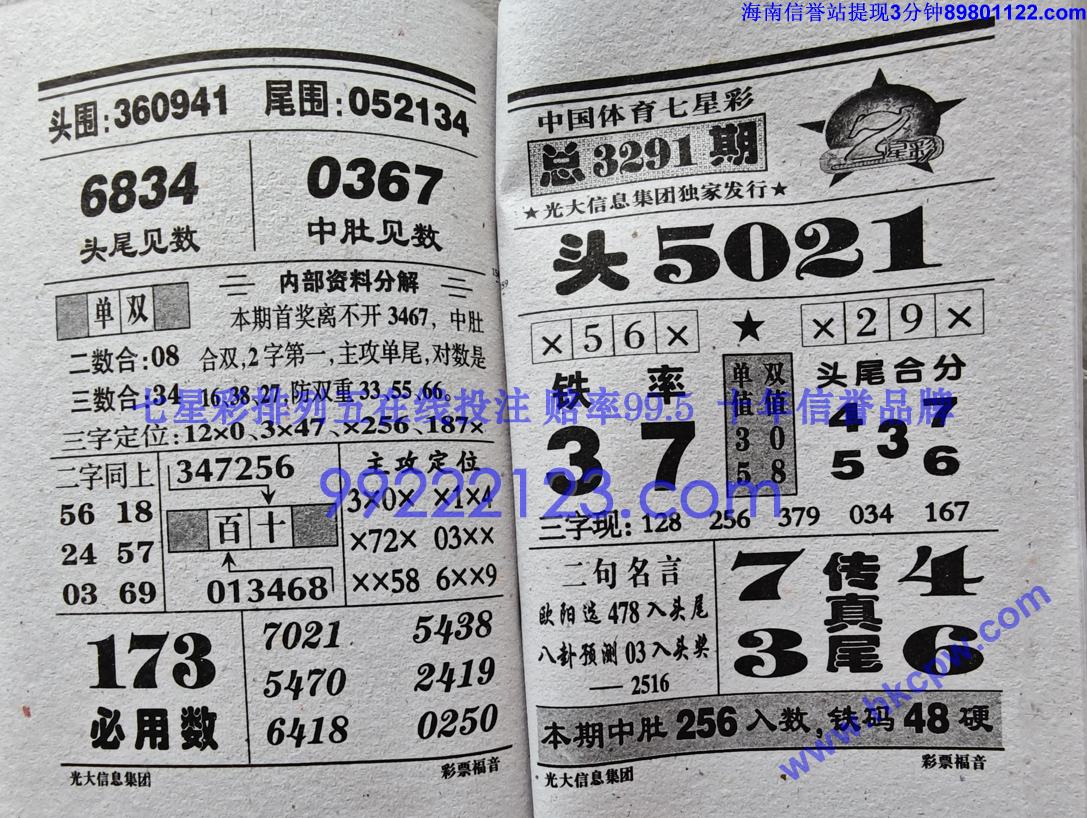 海南信誉站提现3分钟89801122.com
头围:360941 尾围:052134
6834 0367
头尾见数 中肚见数
内部资料分解
单双
本期首奖离不开3467，中肚
二数合:08 合双,2字第一,主攻单尾,对数是
三数合:34 16,38,27,防双重33、55、66。
七星彩排列五在线投注 赔率99.5 十年信誉品牌
三字定位:12×0、3×47、×256、187×
二字同上 347256 主攻定位
99222123.com
56 18
24 57
03 69
百十
013468
3×0× ×1×4
×72× 03××
××58 6××9
173
必用数
7021 5438
5470 2419
6418 0250
光大信息集团 彩票福音
中国体育七星彩
总3291期
7星彩
★光大信息集团独家发行★
头5021
×56× ★ ×29×
铁率
37
单双
值值
30
58
头尾合分
4 7
3
5 6
三字现: 128 256 379 034 167
二句名言
欧阳选478入头尾
八卦预测03入头奖
——2516
7 传 4
真
3 尾 6
www.hkcpw.com
本期中肚256入数,铁码48硬
光大信息集团 彩票福音